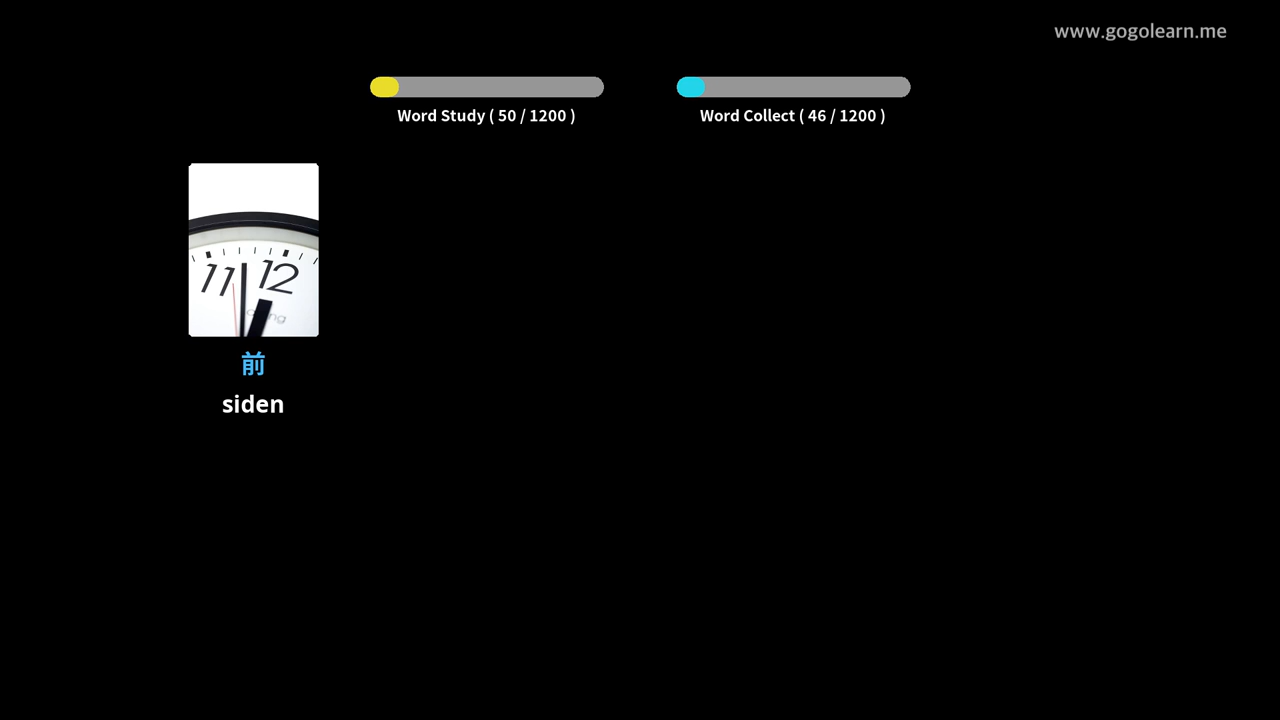 www.gogolearn.me
Word Study ( 50 / 1200 )
Word Collect ( 46 / 1200 )
11 12
前
siden